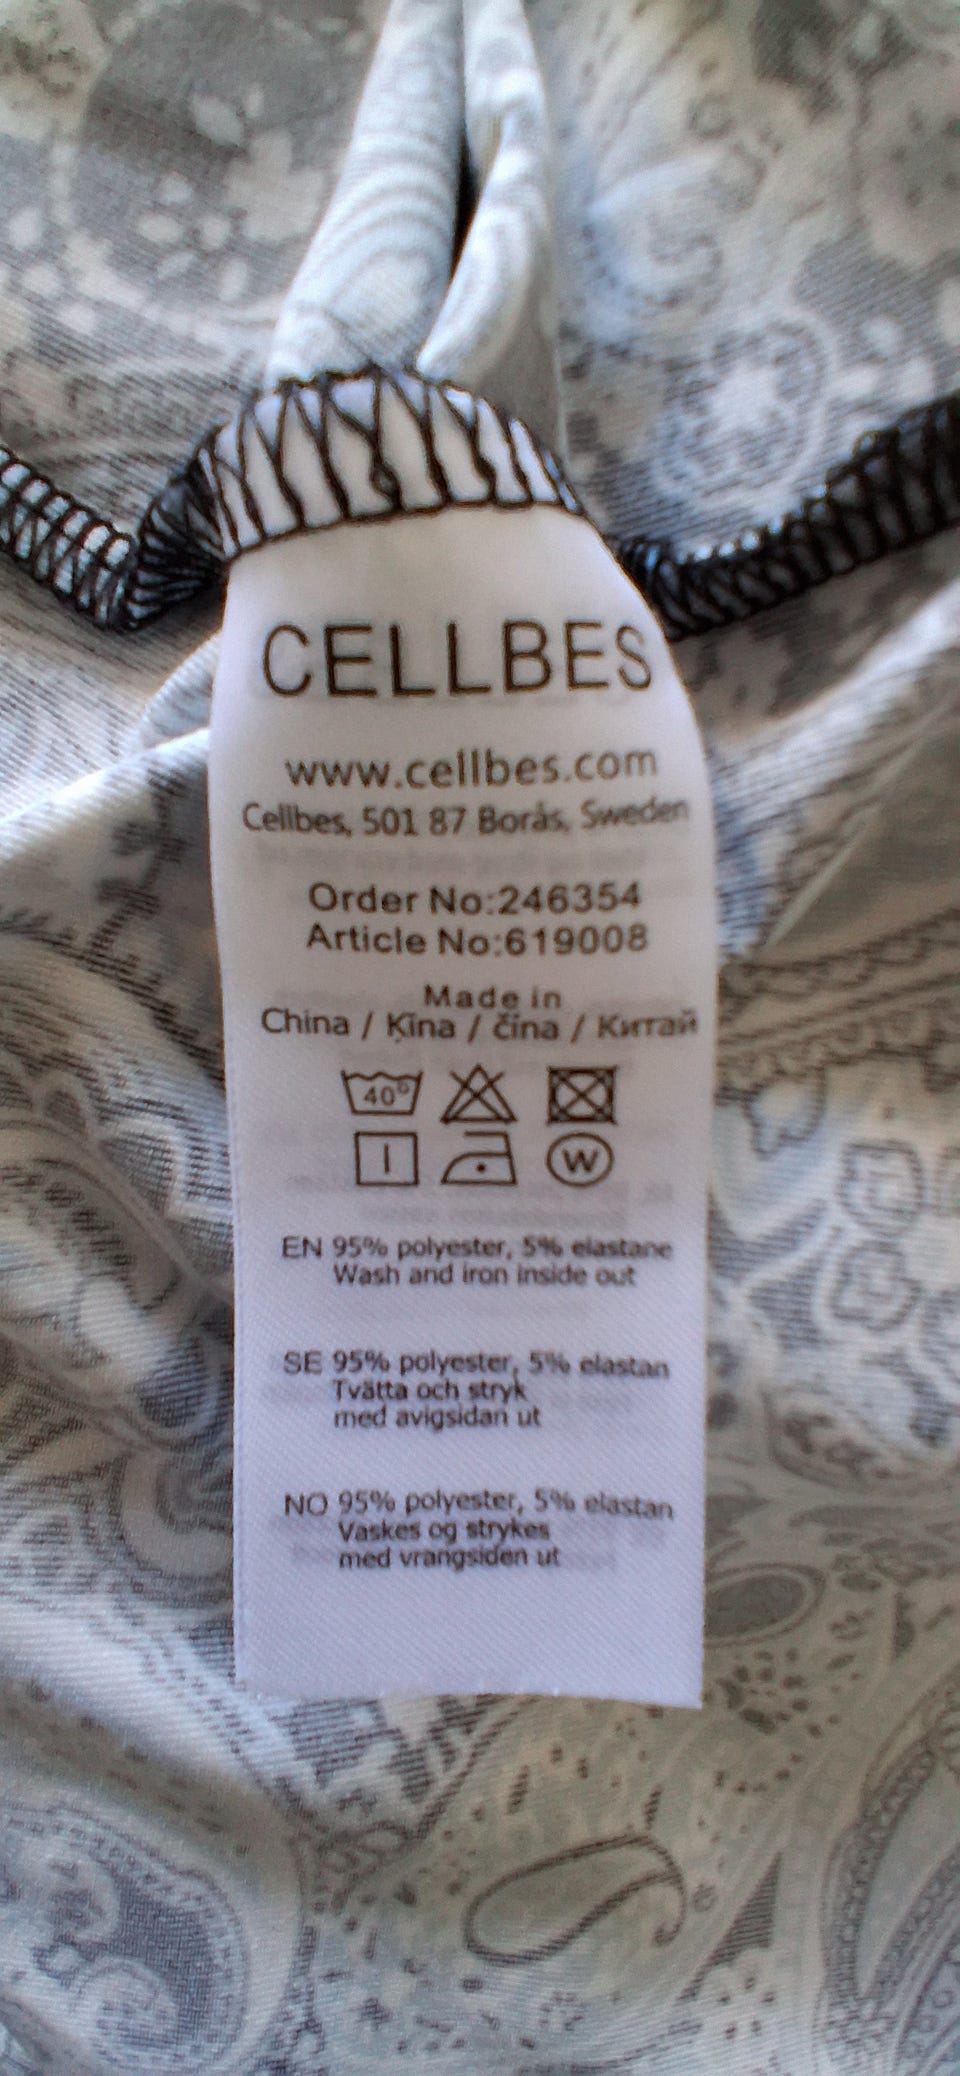 CELLBES
www.cellbes.com
Cellbes, 501 87 Borås, Sweden
Order No:246354
Article No:619008
Made in
China / Ķīna / čína / Китай
40°
I
W
EN 95% polyester, 5% elastane
Wash and iron inside out
SE 95% polyester, 5% elastan
Tvätta och stryk
med avigsidan ut
NO 95% polyester, 5% elastan
Vaskes og strykes
med vrangsiden ut